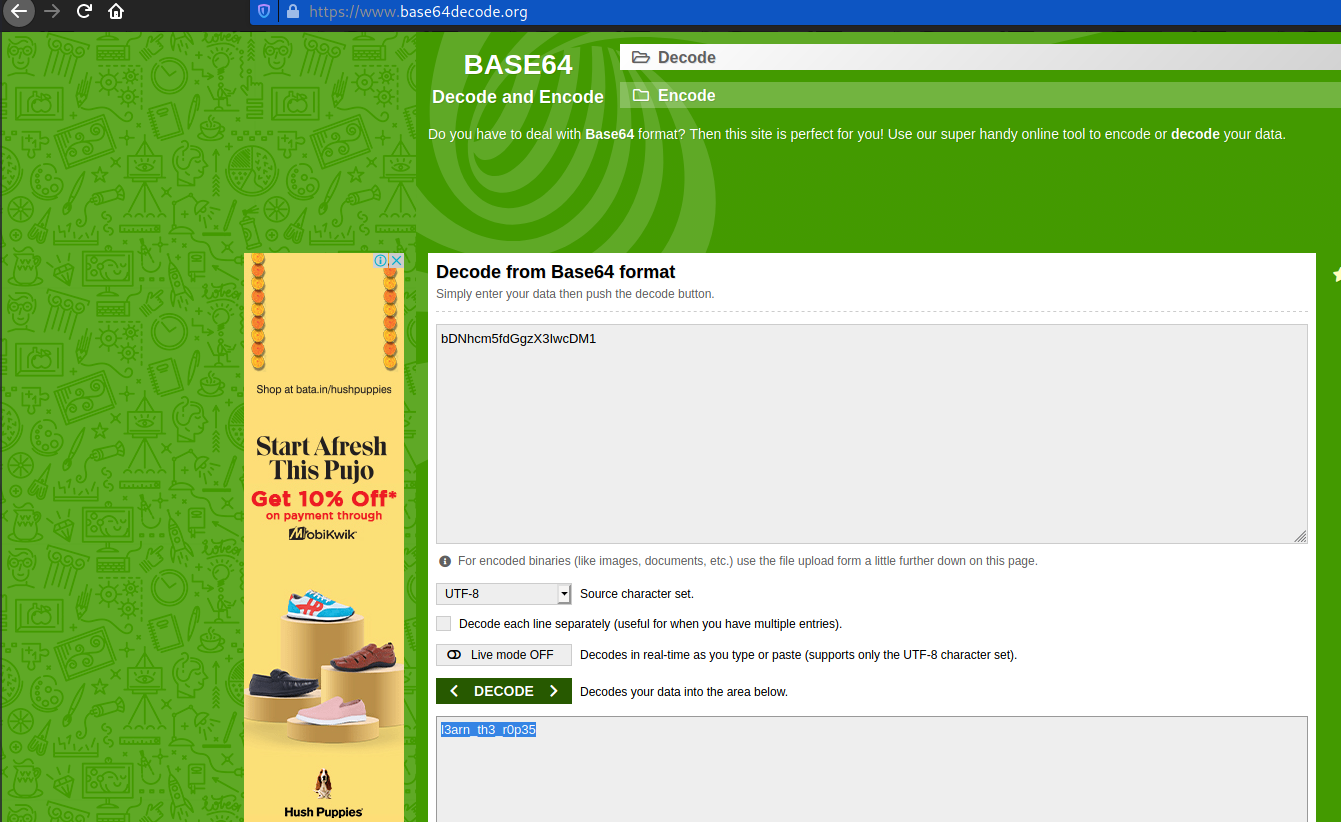 https://www.base64decode.org
BASE64
Decode and Encode
Decode
Encode
Do you have to deal with Base64 format? Then this site is perfect for you! Use our super handy online tool to encode or decode your data.
Shop at bata.in/hushpuppies
Start Afresh
This Pujo
Get 10% Off*
on payment through
MobiKwik
Hush Puppies®
Decode from Base64 format
Simply enter your data then push the decode button.
bDNhcm5fdGgzX3IwcDM1
For encoded binaries (like images, documents, etc.) use the file upload form a little further down on this page.
UTF-8 Source character set.
Decode each line separately (useful for when you have multiple entries).
Live mode OFF Decodes in real-time as you type or paste (supports only the UTF-8 character set).
< DECODE > Decodes your data into the area below.
l3arn_th3_r0p35